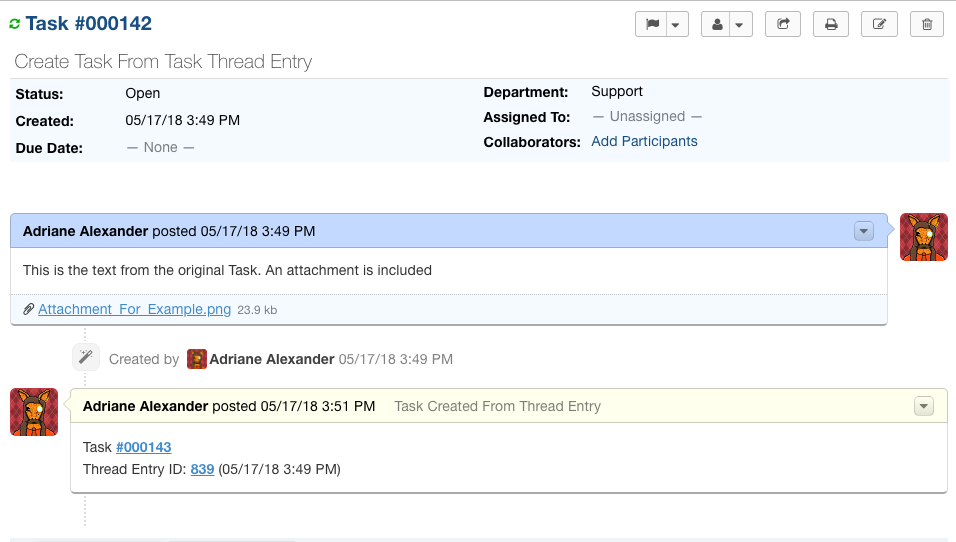 Task #000142
Create Task From Task Thread Entry
Status: Open
Created: 05/17/18 3:49 PM
Due Date: — None —
Department: Support
Assigned To: — Unassigned —
Collaborators: Add Participants
Adriane Alexander posted 05/17/18 3:49 PM
This is the text from the original Task. An attachment is included
Attachment_For_Example.png 23.9 kb
Created by Adriane Alexander 05/17/18 3:49 PM
Adriane Alexander posted 05/17/18 3:51 PM Task Created From Thread Entry
Task #000143
Thread Entry ID: 839 (05/17/18 3:49 PM)